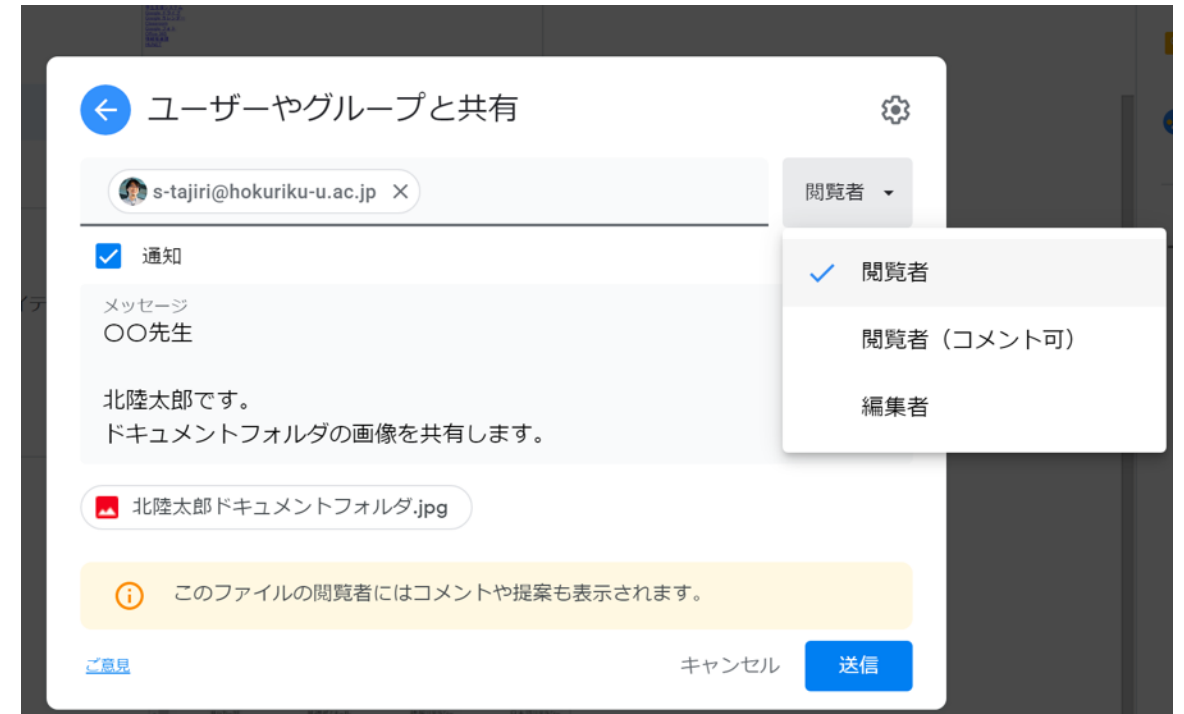 ユーザーやグループと共有
s-tajiri@hokuriku-u.ac.jp
閲覧者
通知
閲覧者
閲覧者（コメント可）
編集者
メッセージ
〇〇先生
北陸太郎です。
ドキュメントフォルダの画像を共有します。
北陸太郎ドキュメントフォルダ.jpg
このファイルの閲覧者にはコメントや提案も表示されます。
ご意見
キャンセル
送信